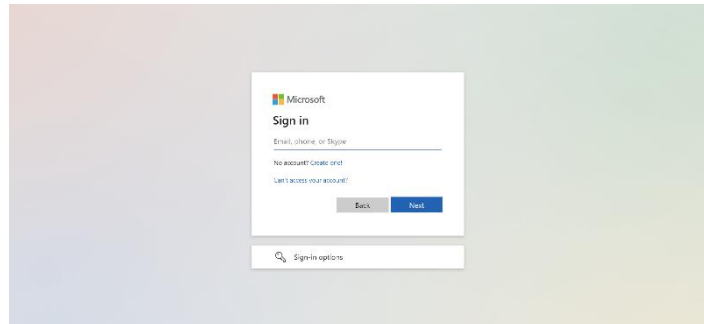 Microsoft
Sign in
Email, phone, or Skype
No account? Create one!
Can't access your account?
Back Next
Sign-in options